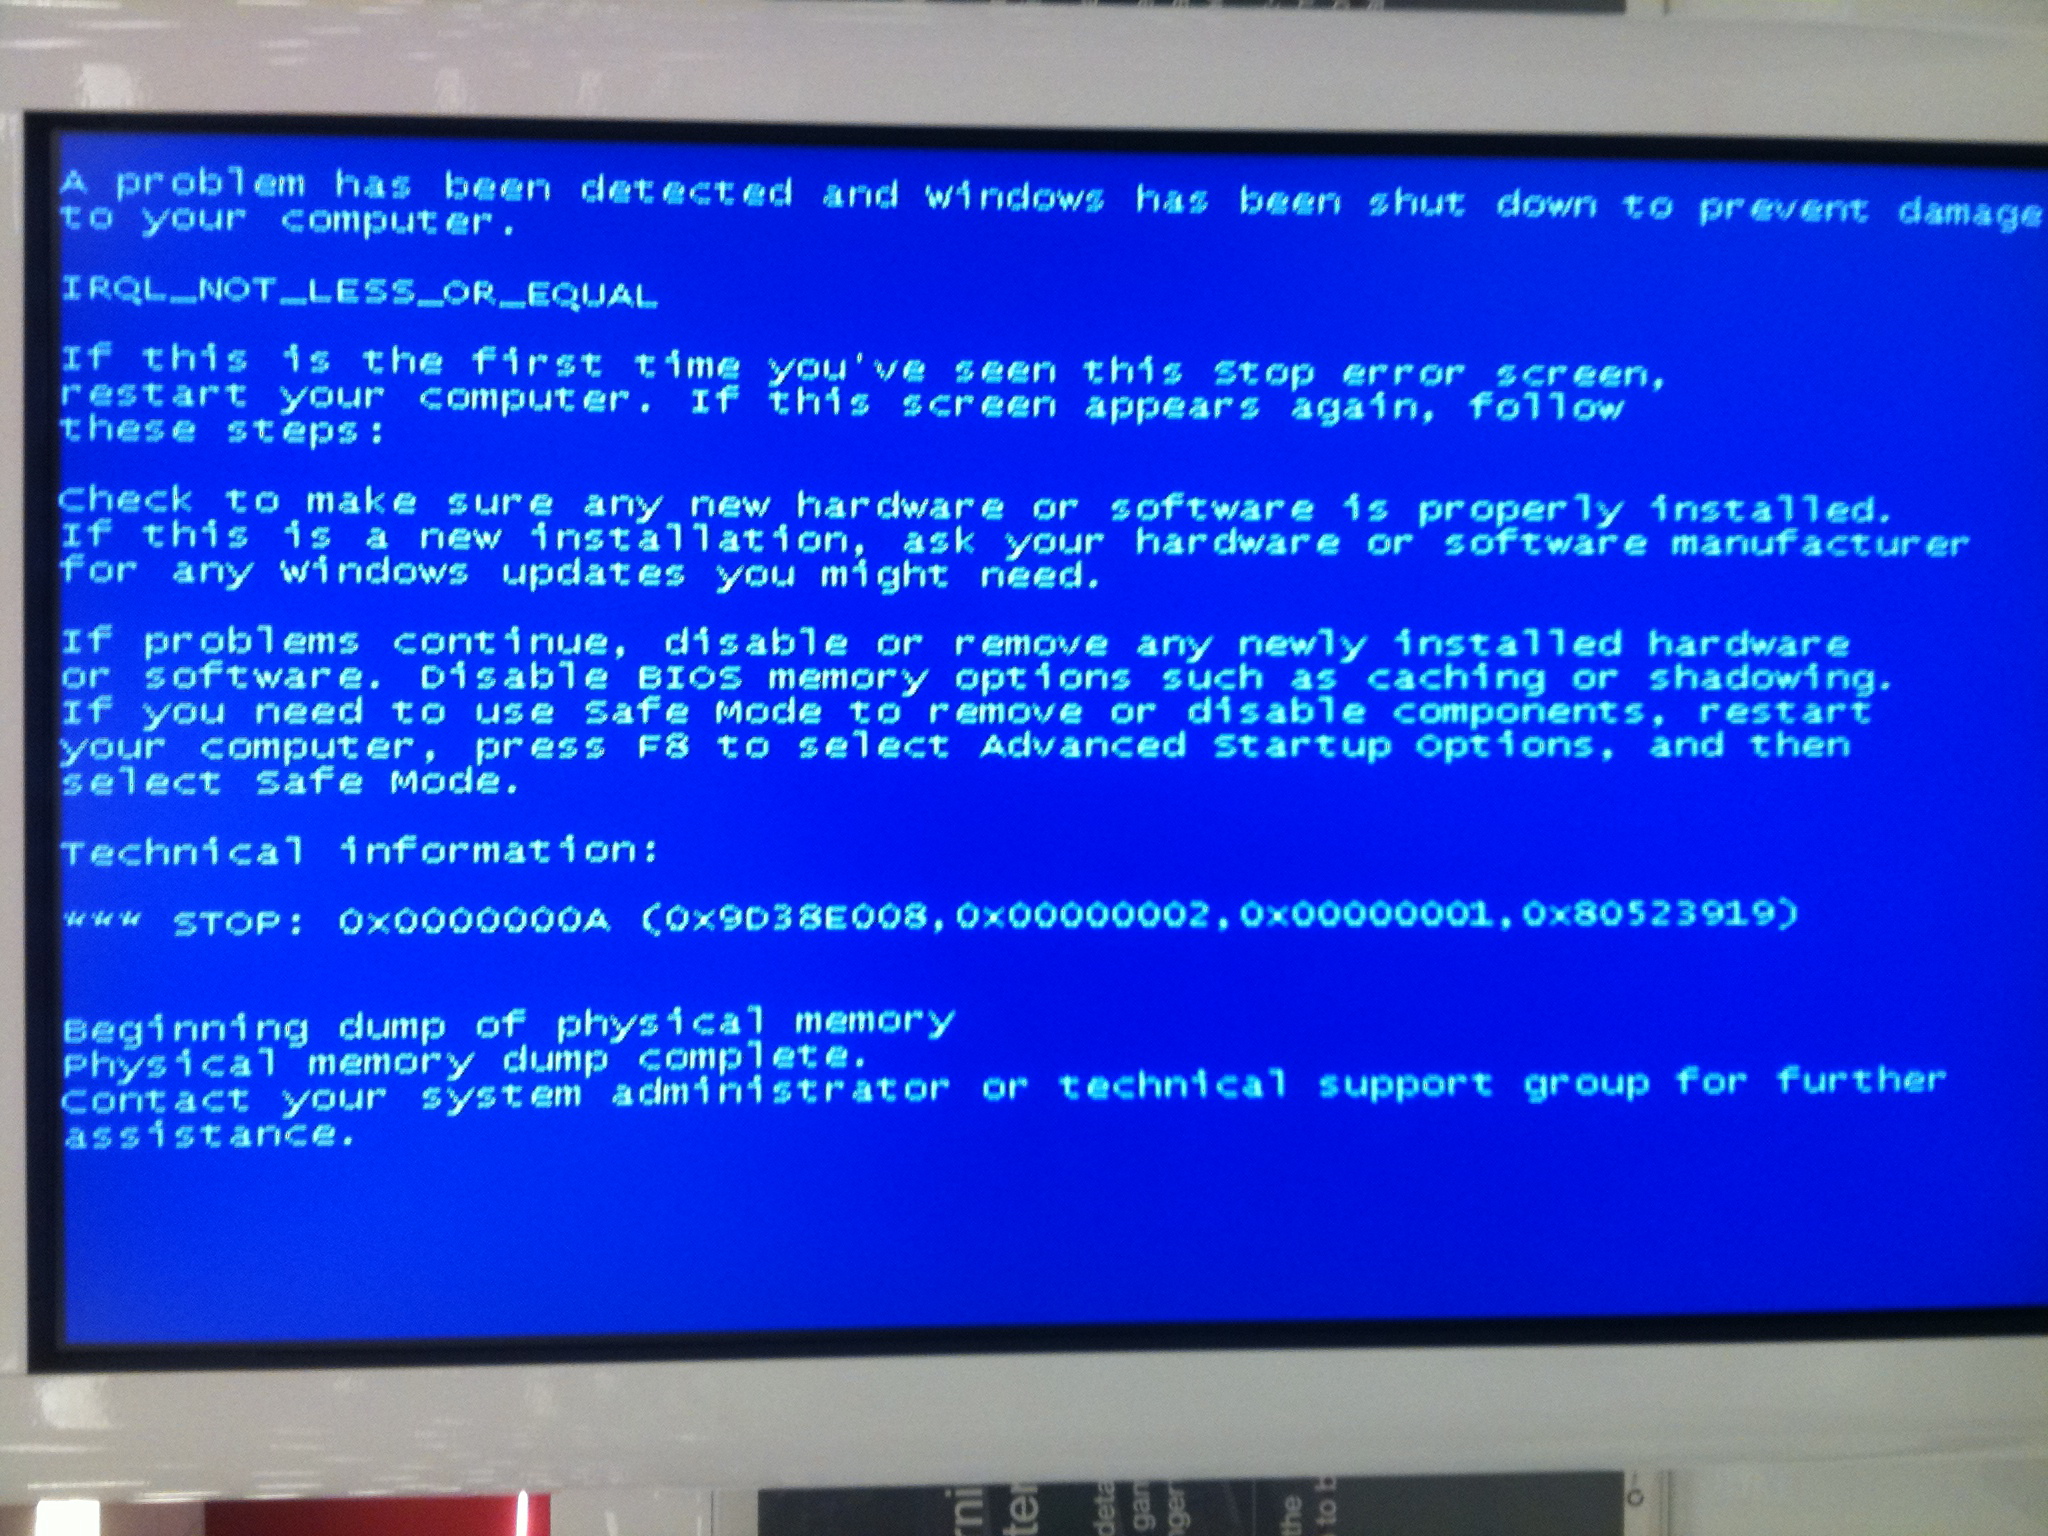 A problem has been detected and windows has been shut down to prevent damage
to your computer.
IRQL_NOT_LESS_OR_EQUAL
If this is the first time you've seen this Stop error screen,
restart your computer. If this screen appears again, follow
these steps:
Check to make sure any new hardware or software is properly installed.
If this is a new installation, ask your hardware or software manufacturer
for any windows updates you might need.
If problems continue, disable or remove any newly installed hardware
or software. Disable BIOS memory options such as caching or shadowing.
If you need to use Safe Mode to remove or disable components, restart
your computer, press F8 to select Advanced Startup Options, and then
select Safe Mode.
Technical information:
*** STOP: 0x0000000A (0x9D38E008,0x00000002,0x00000001,0x80523919)
Beginning dump of physical memory
Physical memory dump complete.
Contact your system administrator or technical support group for further
assistance.
the
to b